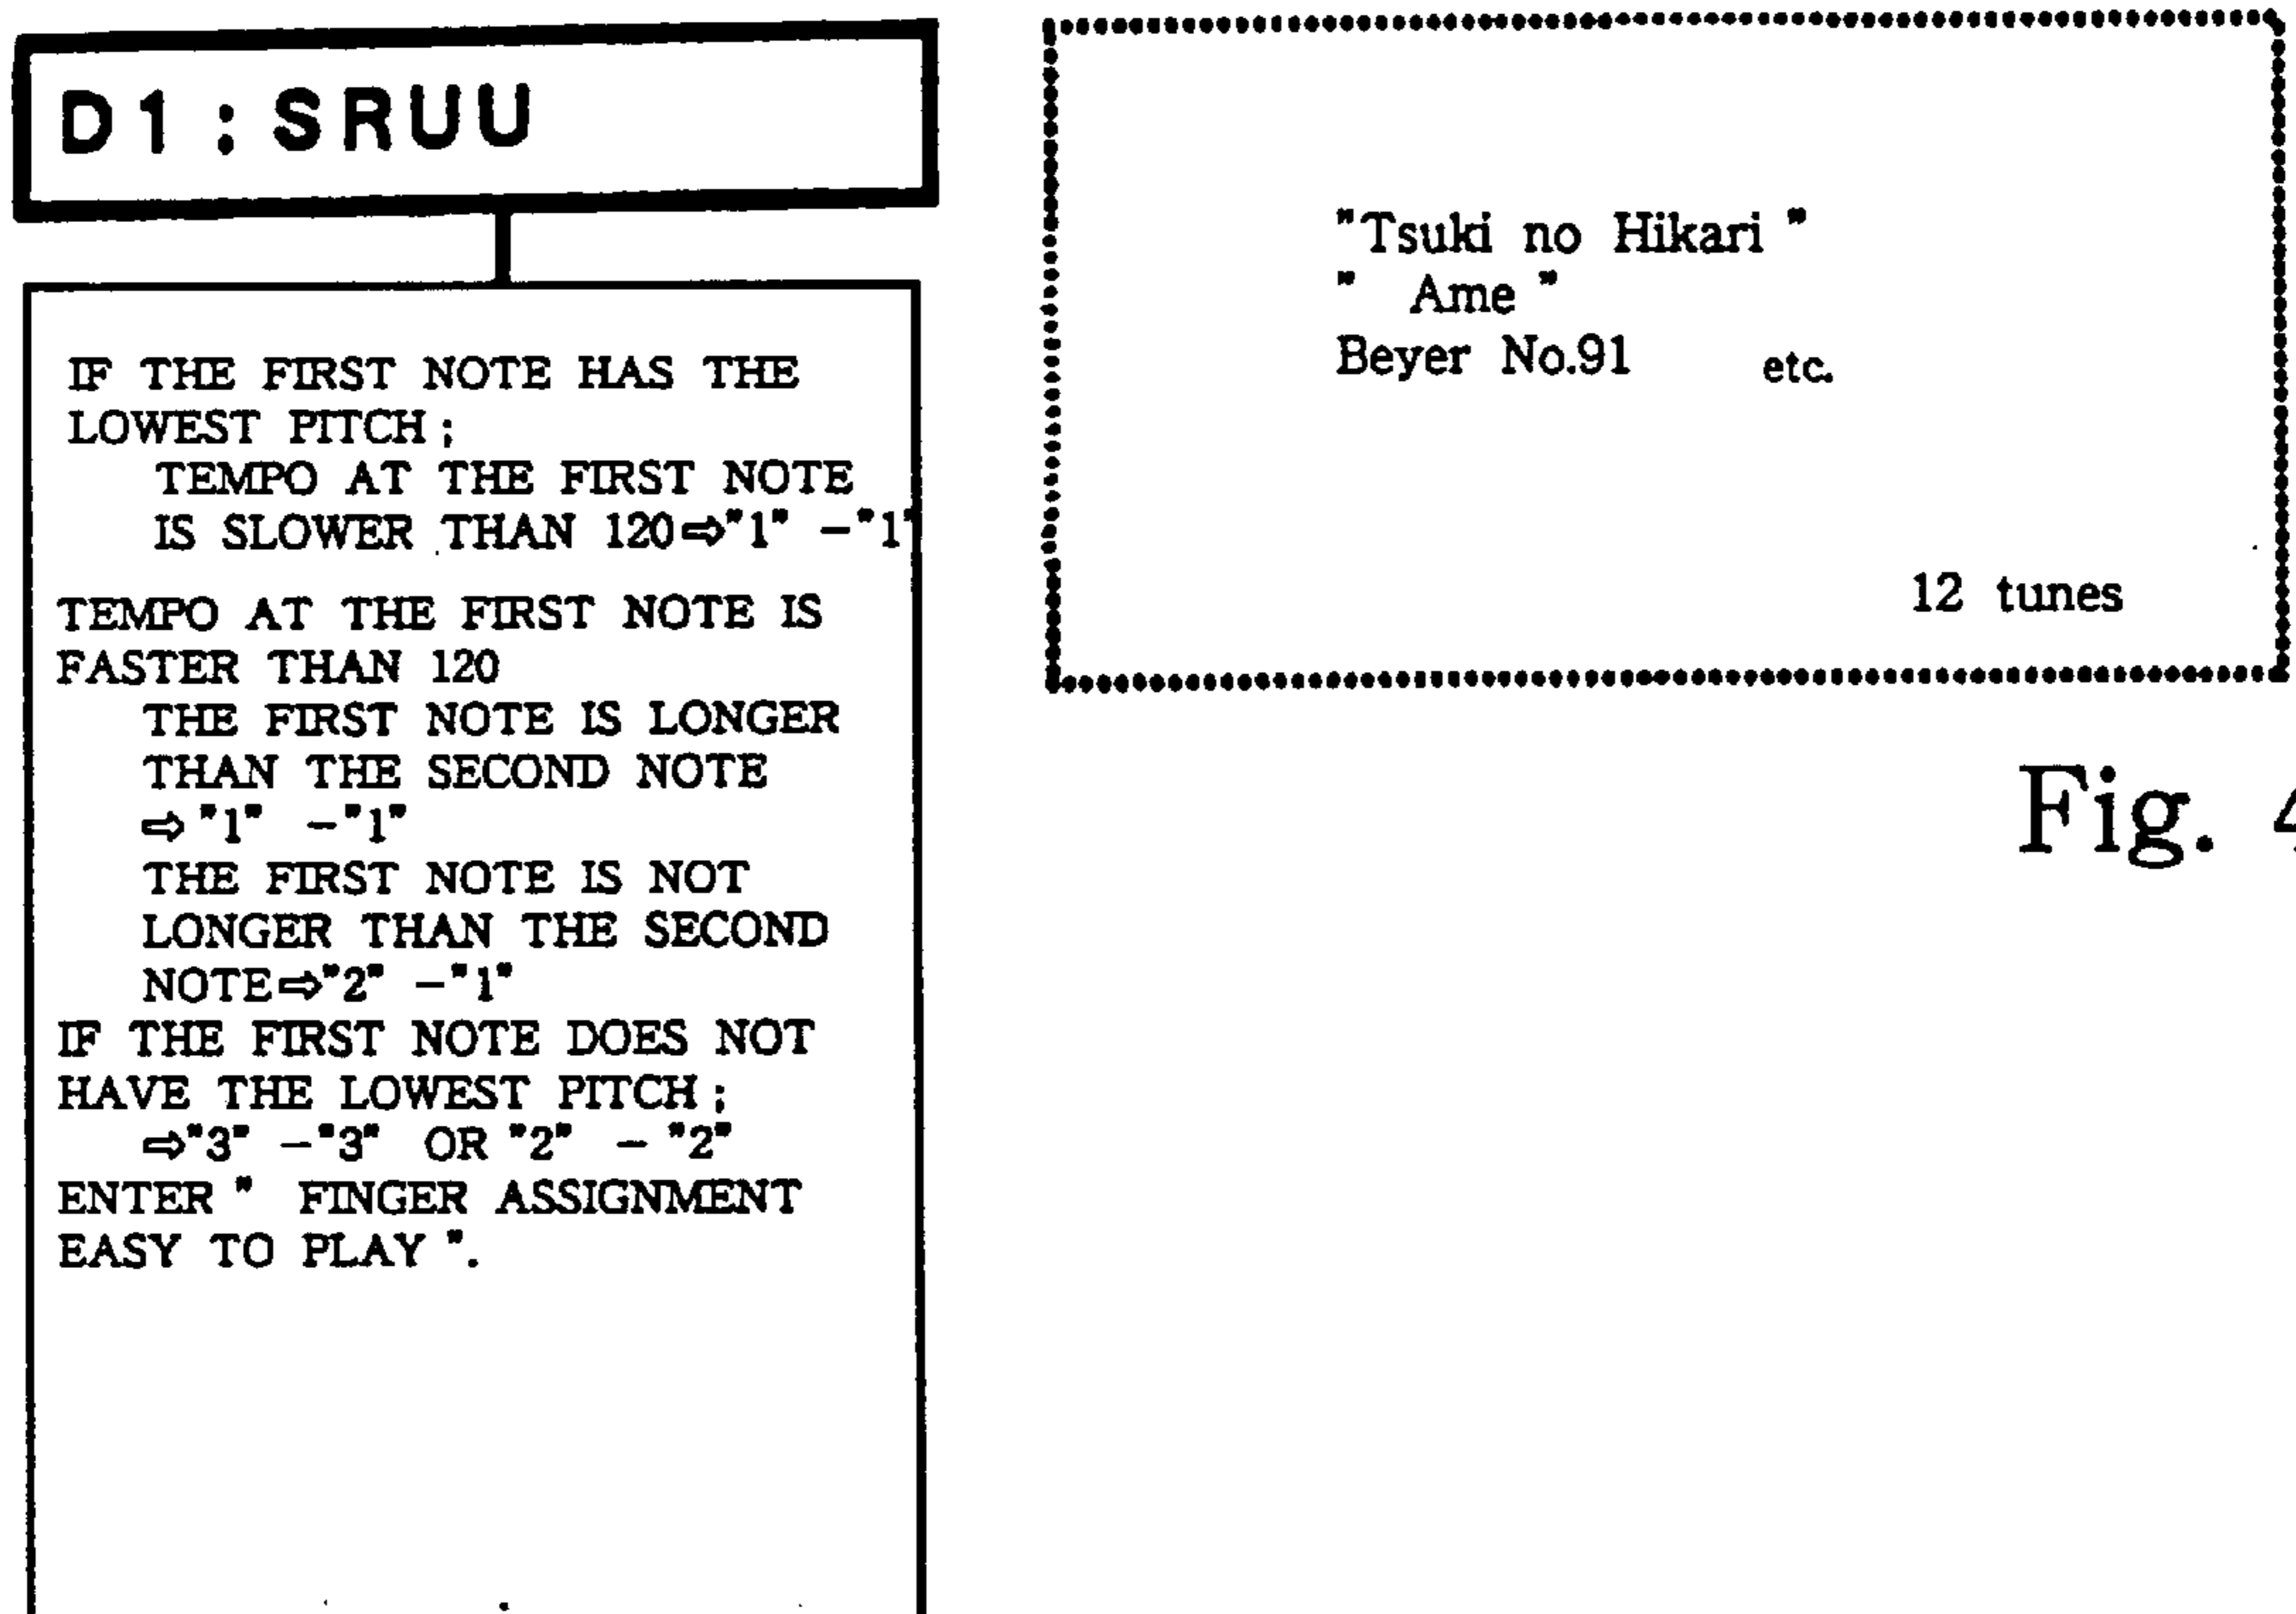 D1:SRUU
IF THE FIRST NOTE HAS THE
LOWEST PITCH;
TEMPO AT THE FIRST NOTE
IS SLOWER THAN 120⇨"1" -"1"
TEMPO AT THE FIRST NOTE IS
FASTER THAN 120
THE FIRST NOTE IS LONGER
THAN THE SECOND NOTE
⇨"1" -"1"
THE FIRST NOTE IS NOT
LONGER THAN THE SECOND
NOTE⇨"2" -"1"
IF THE FIRST NOTE DOES NOT
HAVE THE LOWEST PITCH;
⇨"3" -"3" OR "2" - "2"
ENTER " FINGER ASSIGNMENT
EASY TO PLAY ".
"Tsuki no Hikari "
" Ame "
Beyer No.91 etc.
12 tunes
Fig.